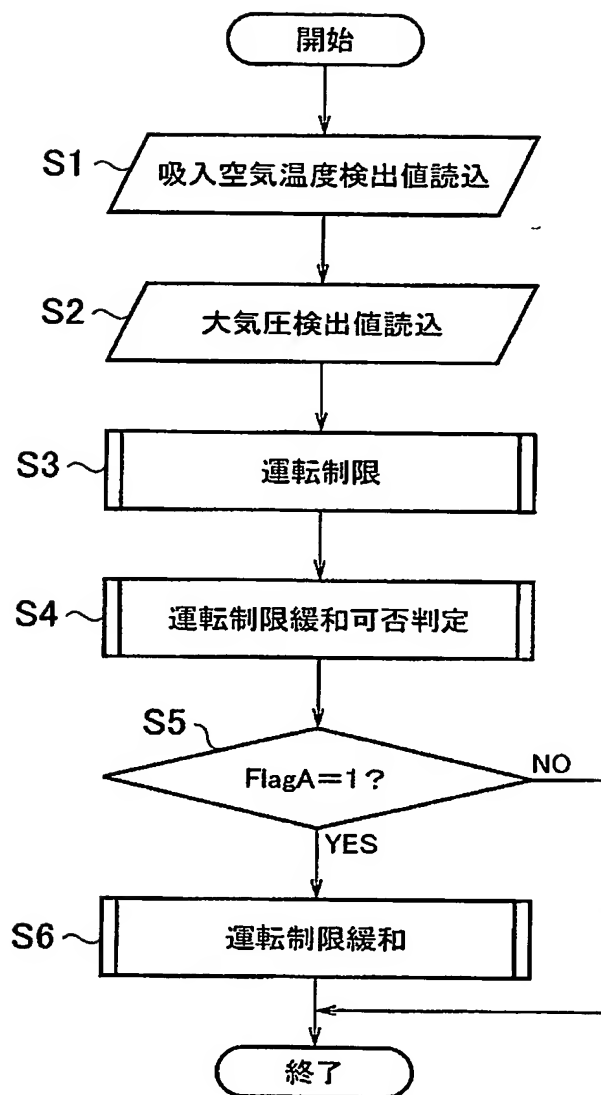 開始
S1
吸入空気温度検出値読込
S2
大気圧検出値読込
S3
運転制限
S4
運転制限緩和可否判定
S5
FlagA=1?
NO
YES
S6
運転制限緩和
終了